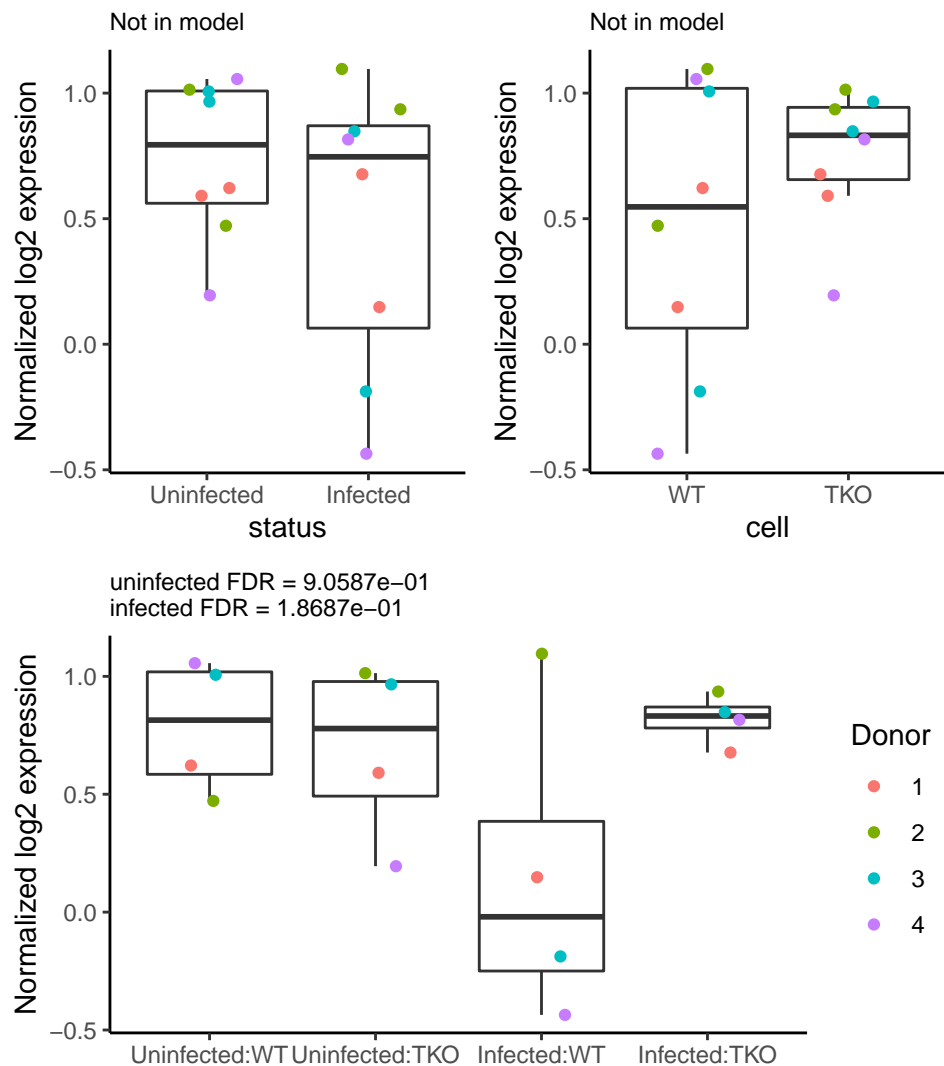 Not in model
Normalized log2 expression
1.0
0.5
0.0
−0.5
Uninfected Infected
status
Not in model
Normalized log2 expression
1.0
0.5
0.0
−0.5
WT TKO
cell
uninfected FDR = 9.0587e−01
infected FDR = 1.8687e−01
Normalized log2 expression
1.0
0.5
0.0
−0.5
Uninfected:WT Uninfected:TKO Infected:WT Infected:TKO
Donor
1
2
3
4